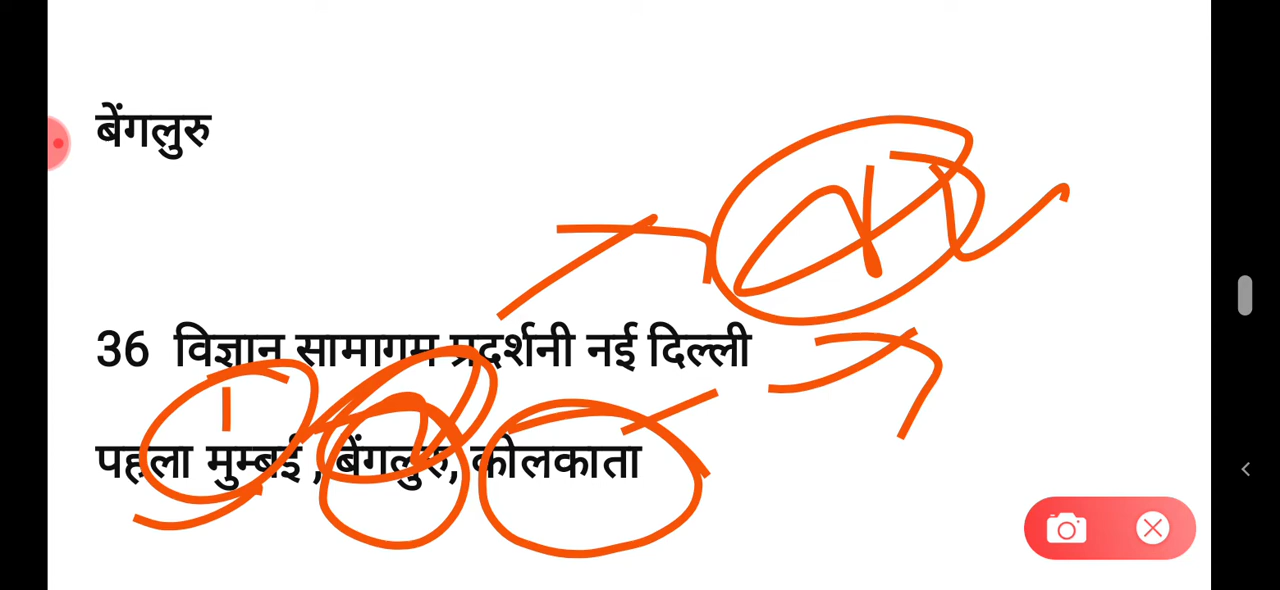 बेंगलुरु
36 विज्ञान सामागम प्रदर्शनी नई दिल्ली
पहला मुम्बई , बेंगलुरु, कोलकाता